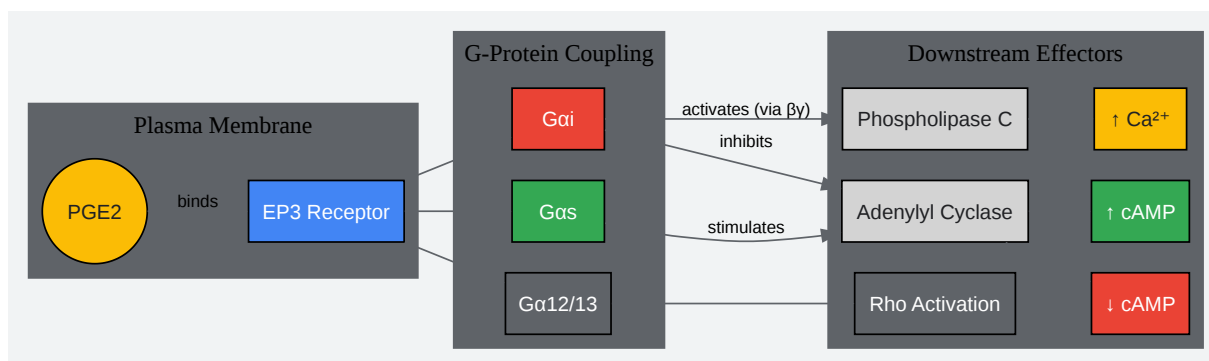 Plasma Membrane
PGE2
binds
EP3 Receptor
G-Protein Coupling
Gαi
Gαs
Gα12/13
activates (via βγ)
inhibits
stimulates
Downstream Effectors
Phospholipase C
↑ Ca²⁺
Adenylyl Cyclase
↑ cAMP
Rho Activation
↓ cAMP